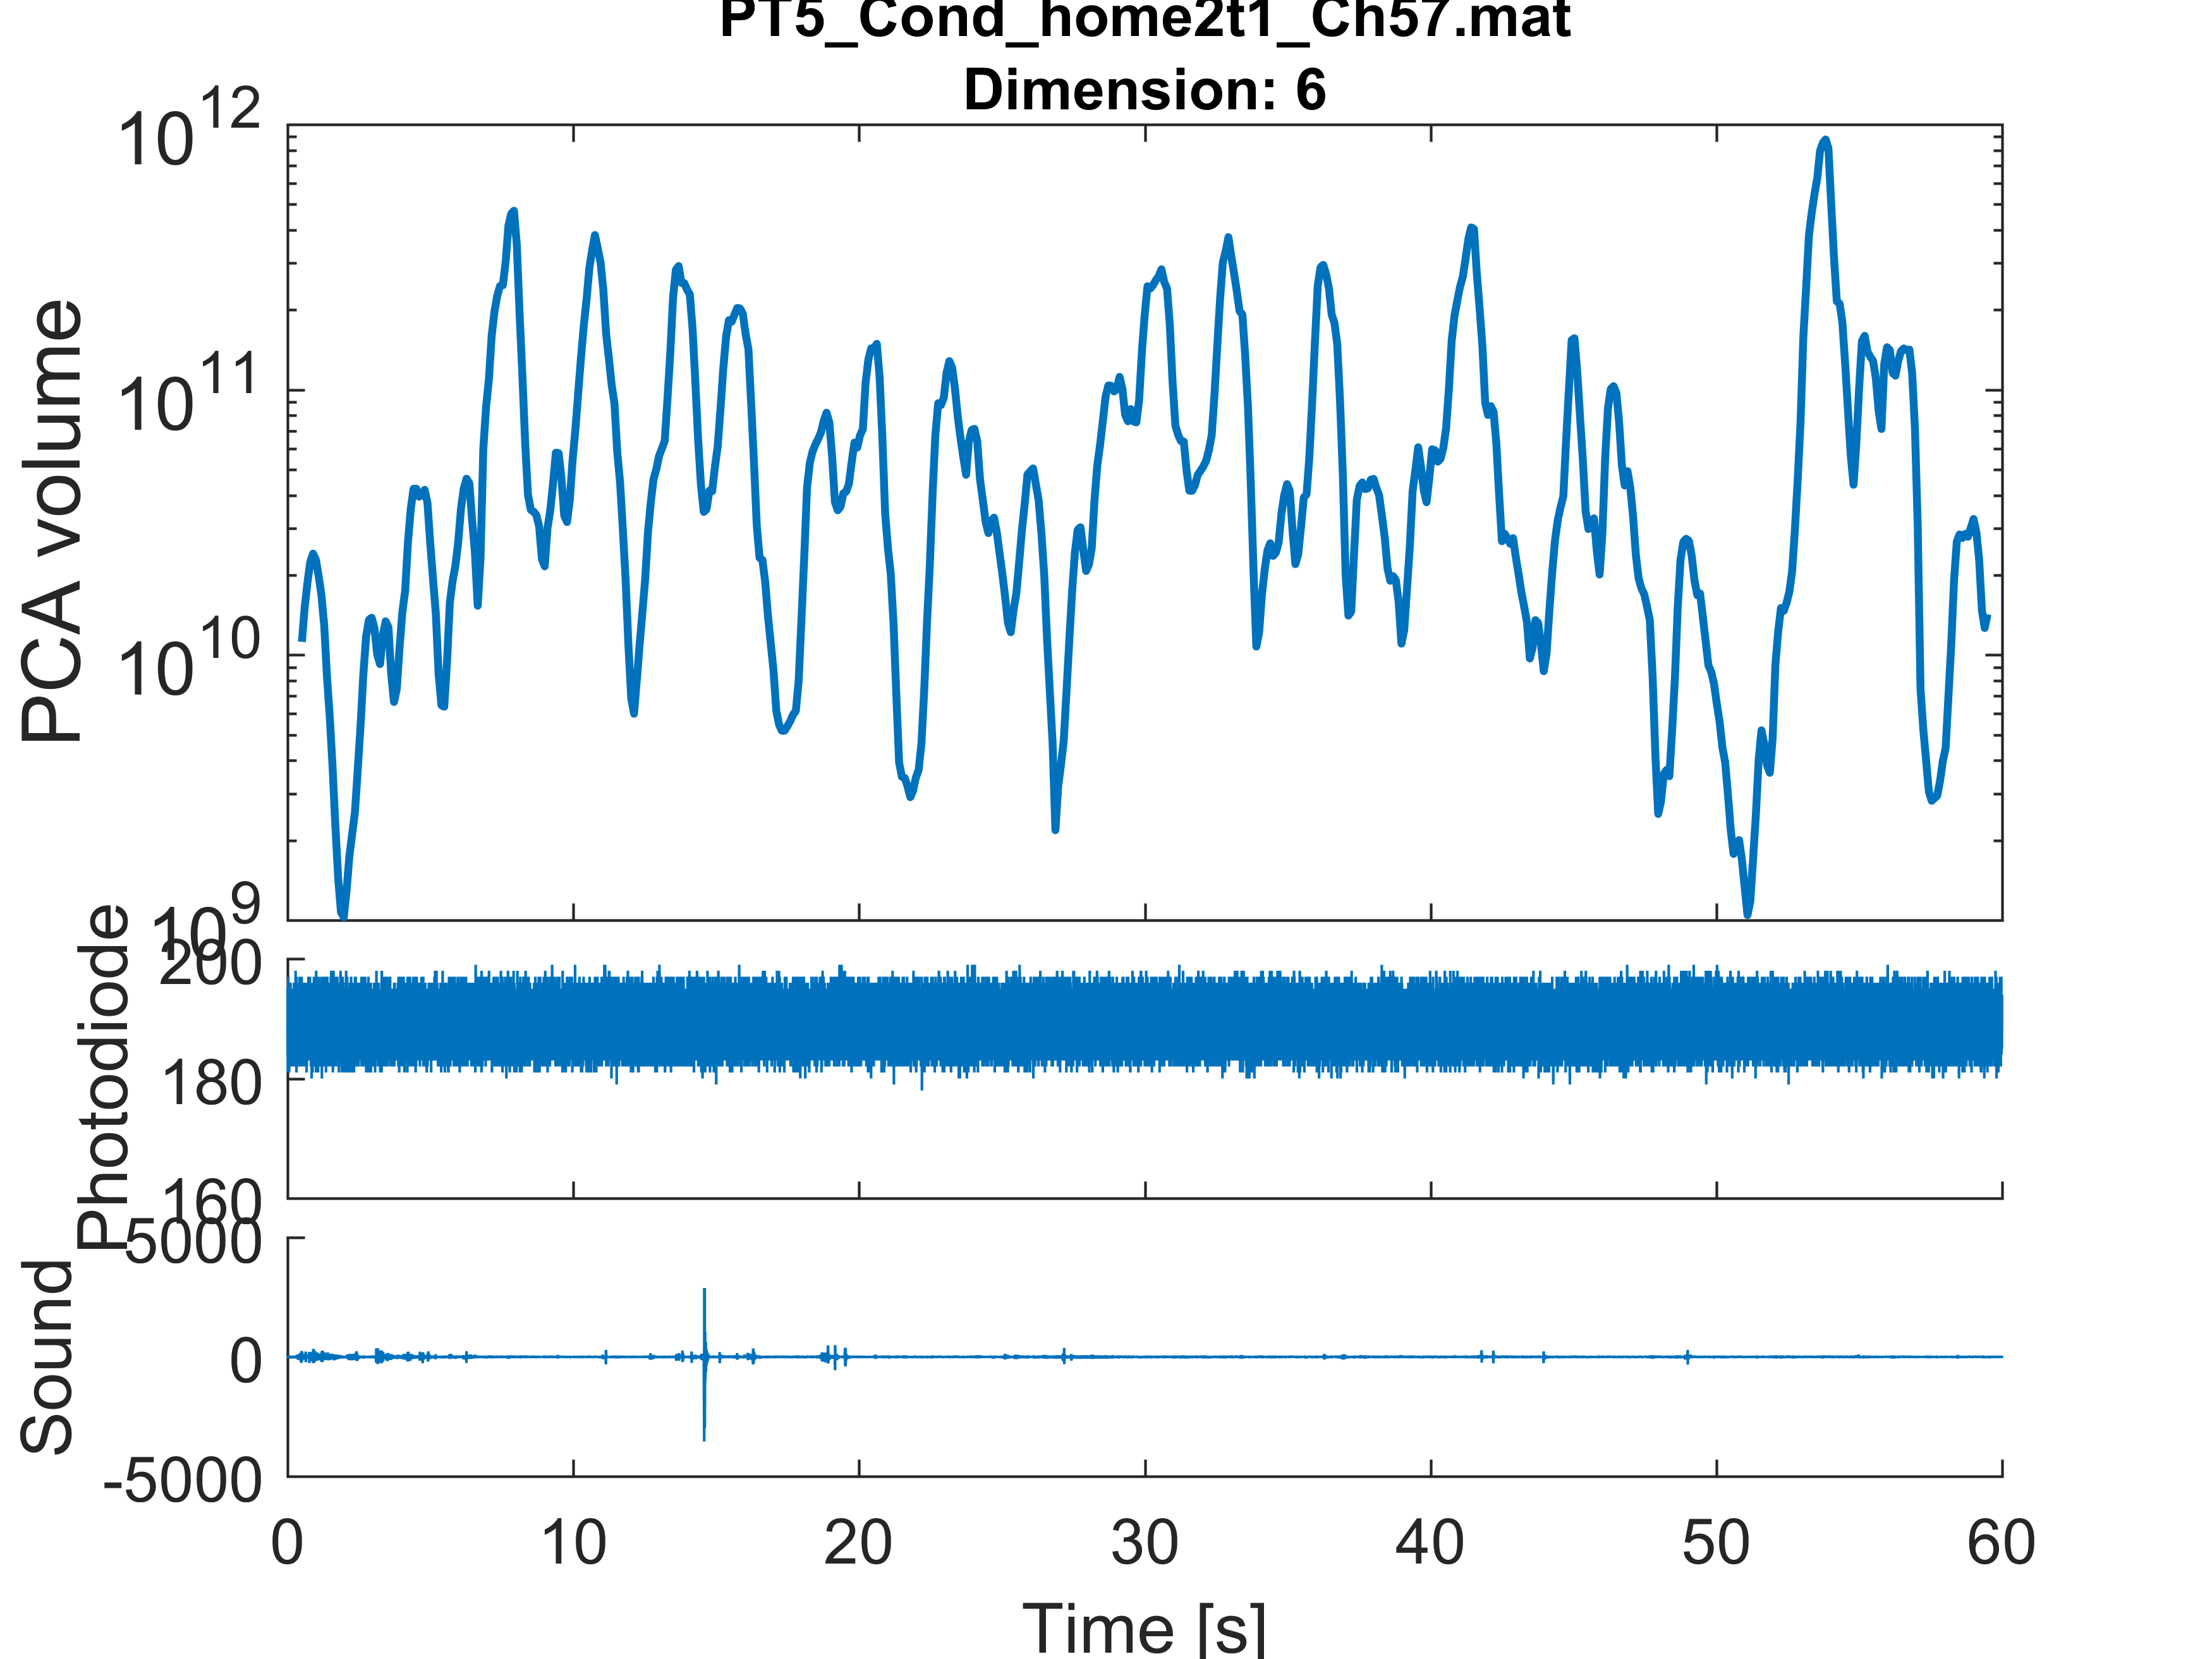 PT5_Cond_home2t1_Ch57.mat
Dimension: 6
10^12
10^11
10^10
10^9
PCA volume
200
180
160
Photodiode
5000
0
-5000
Sound
0 10 20 30 40 50 60
Time [s]